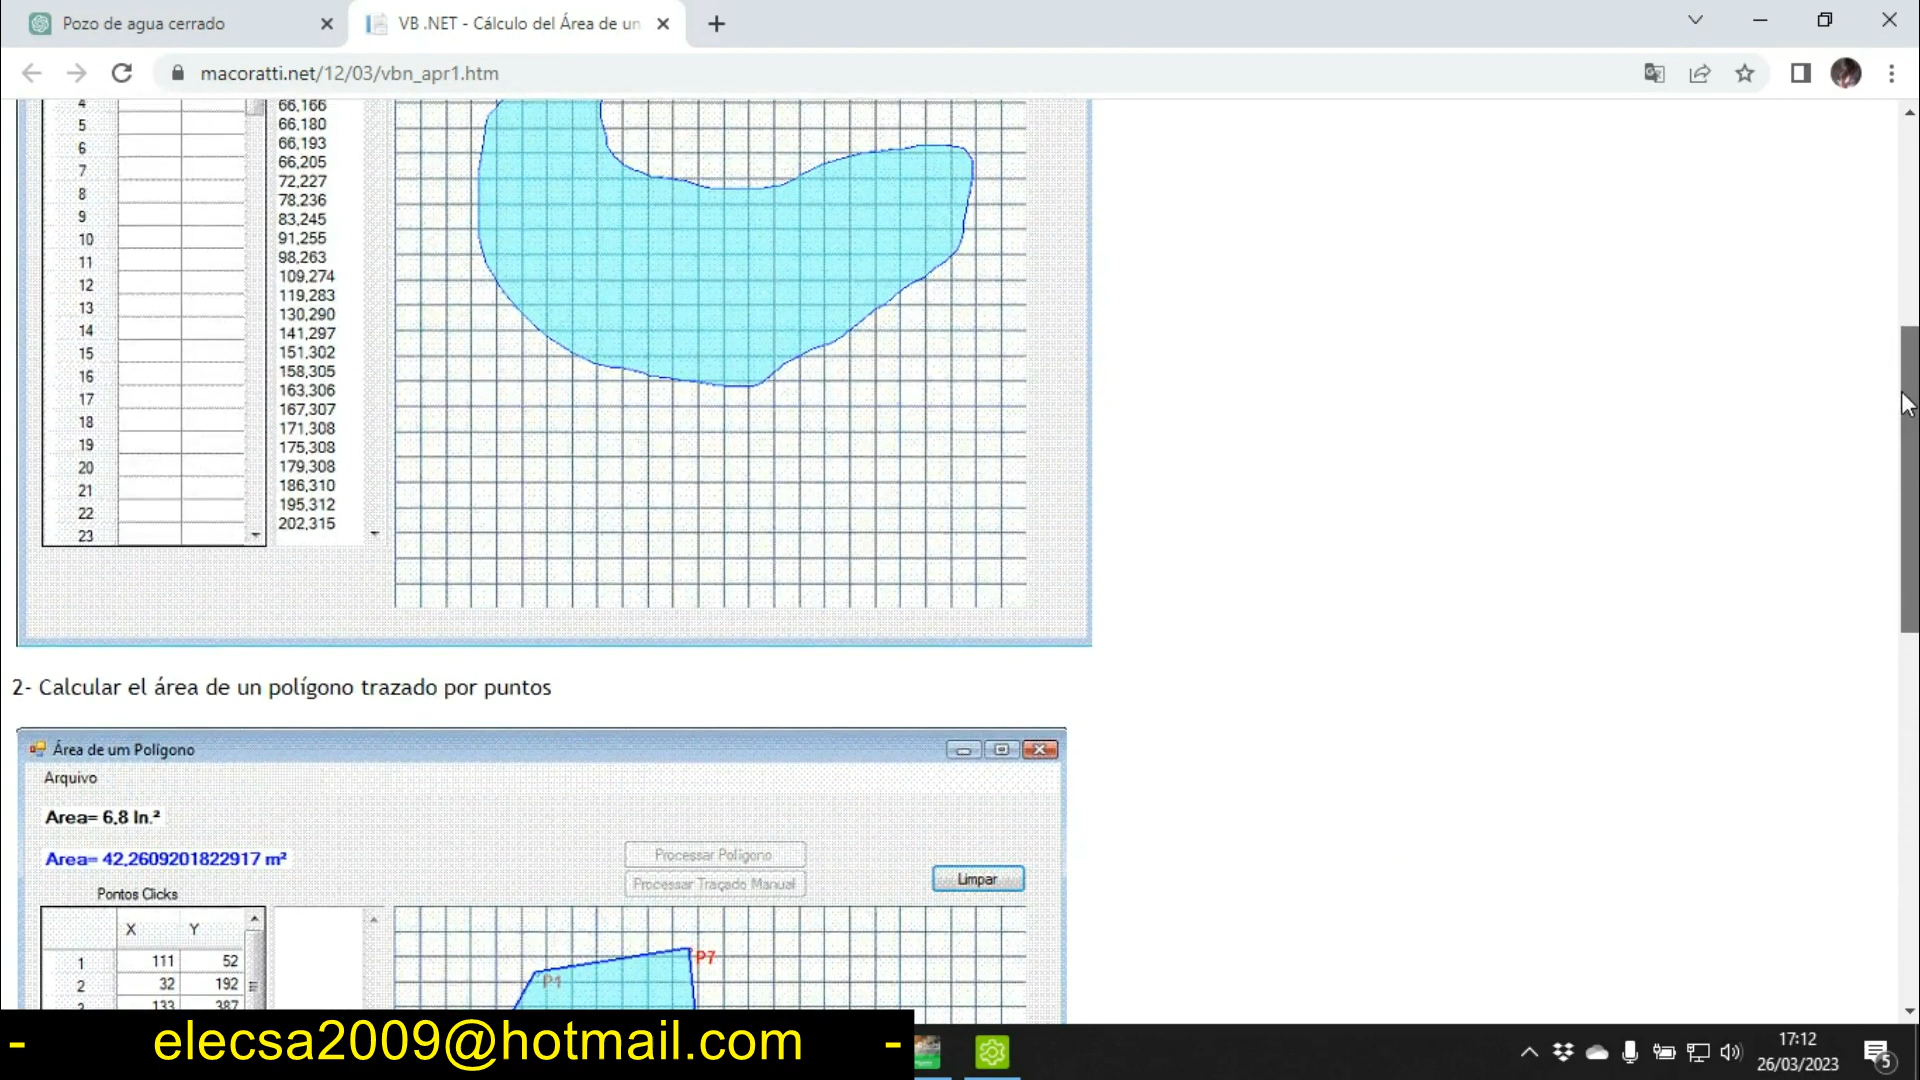 Pozo de agua cerrado
VB .NET - Cálculo del Área de un
macoratti.net/12/03/vbn_apr1.htm
4
5
6
7
8
9
10
11
12
13
14
15
16
17
18
19
20
21
22
23
66,166
66,180
66,193
66,205
72,227
78,236
83,245
91,255
98,263
109,274
119,283
130,290
141,297
151,302
158,305
163,306
167,307
171,308
175,308
179,308
186,310
195,312
202,315
2- Calcular el área de un polígono trazado por puntos
Área de um Polígono
Arquivo
Area= 6,8 In.²
Area= 42,2609201822917 m²
Processar Polígono
Processar Traçado Manual
Limpar
Pontos Clicks
X Y
1 111 52
2 32 192
133 387
P7
P1
- elecsa2009@hotmail.com -
17:12
26/03/2023
5